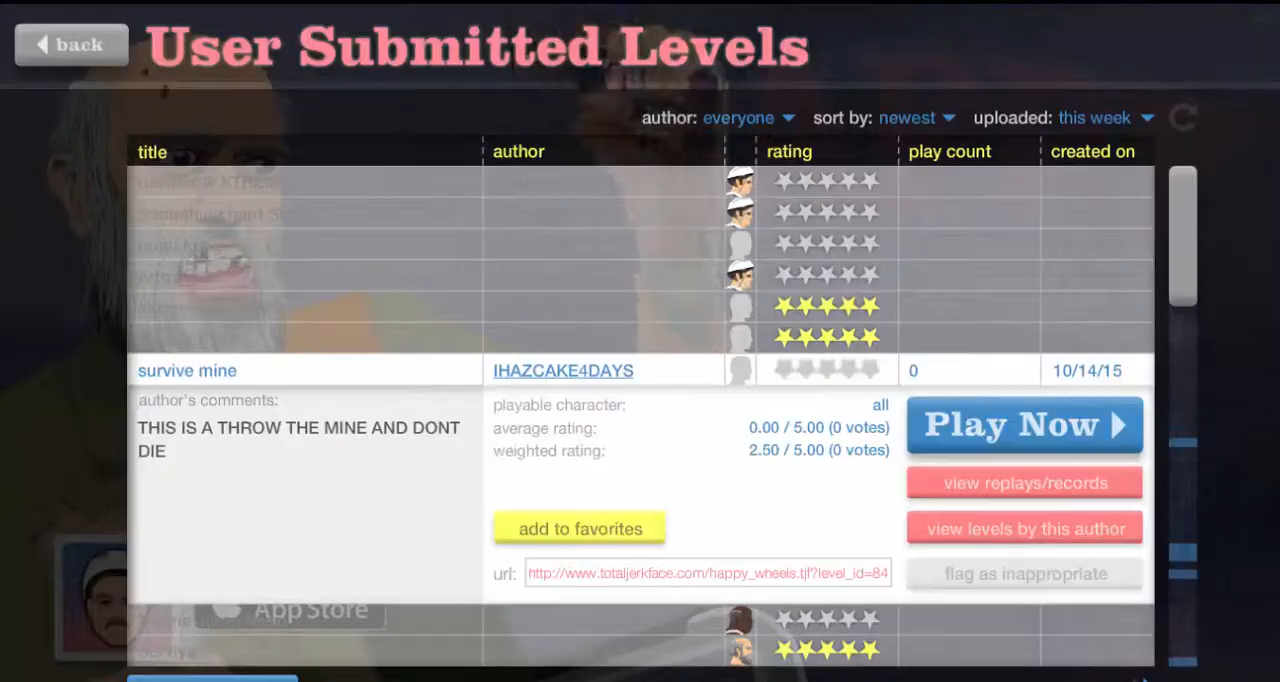 back
User Submitted Levels
author: everyone sort by: newest uploaded: this week
title author rating play count created on
survive mine IHAZCAKE4DAYS 0 10/14/15
author's comments:
THIS IS A THROW THE MINE AND DONT
DIE
playable character: all
average rating: 0.00 / 5.00 (0 votes)
weighted rating: 2.50 / 5.00 (0 votes)
Play Now
view replays/records
add to favorites
view levels by this author
url: http://www.totaljerkface.com/happy_wheels.tjf?level_id=84
flag as inappropriate
App Store